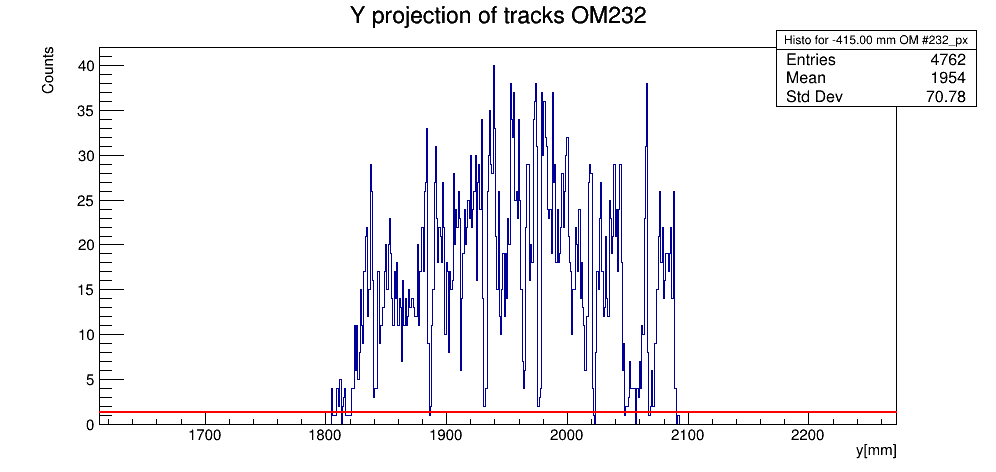 Y projection of tracks OM232
Histo for -415.00 mm OM #232_px
Entries 4762
Mean 1954
Std Dev 70.78
Counts
40
35
30
25
20
15
10
5
0
1700 1800 1900 2000 2100 2200
y[mm]